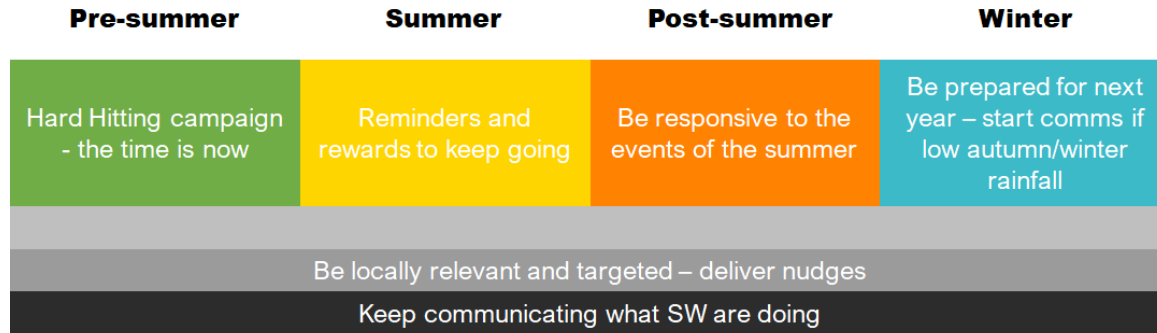 Pre-summer
Summer
Post-summer
Winter
Hard Hitting campaign
- the time is now
Reminders and
rewards to keep going
Be responsive to the
events of the summer
Be prepared for next
year – start comms if
low autumn/winter
rainfall
Be locally relevant and targeted – deliver nudges
Keep communicating what SW are doing